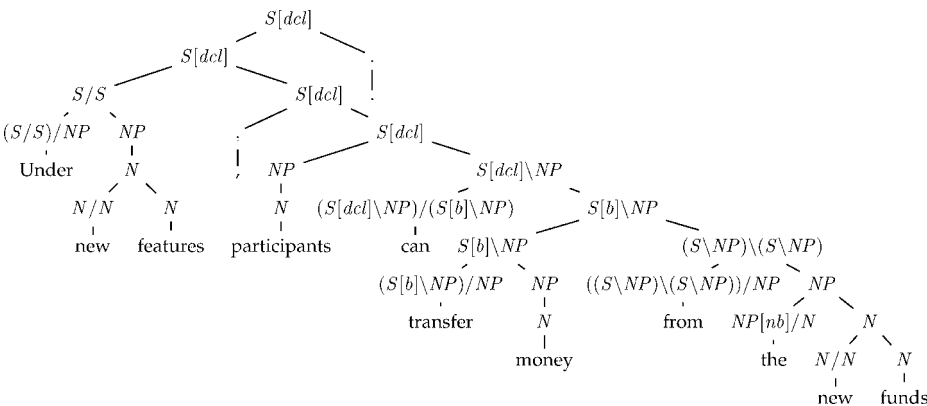 S[dcl]
S[dcl] .
S/S S[dcl] .
(S/S)/NP NP , S[dcl]
Under N , NP S[dcl]\NP
N/N N N (S[dcl]\NP)/(S[b]\NP) S[b]\NP
new features participants can S[b]\NP (S\NP)\(S\NP)
(S[b]\NP)/NP NP ((S\NP)\(S\NP))/NP NP
transfer N from NP[nb]/N N
money the N/N N
new funds